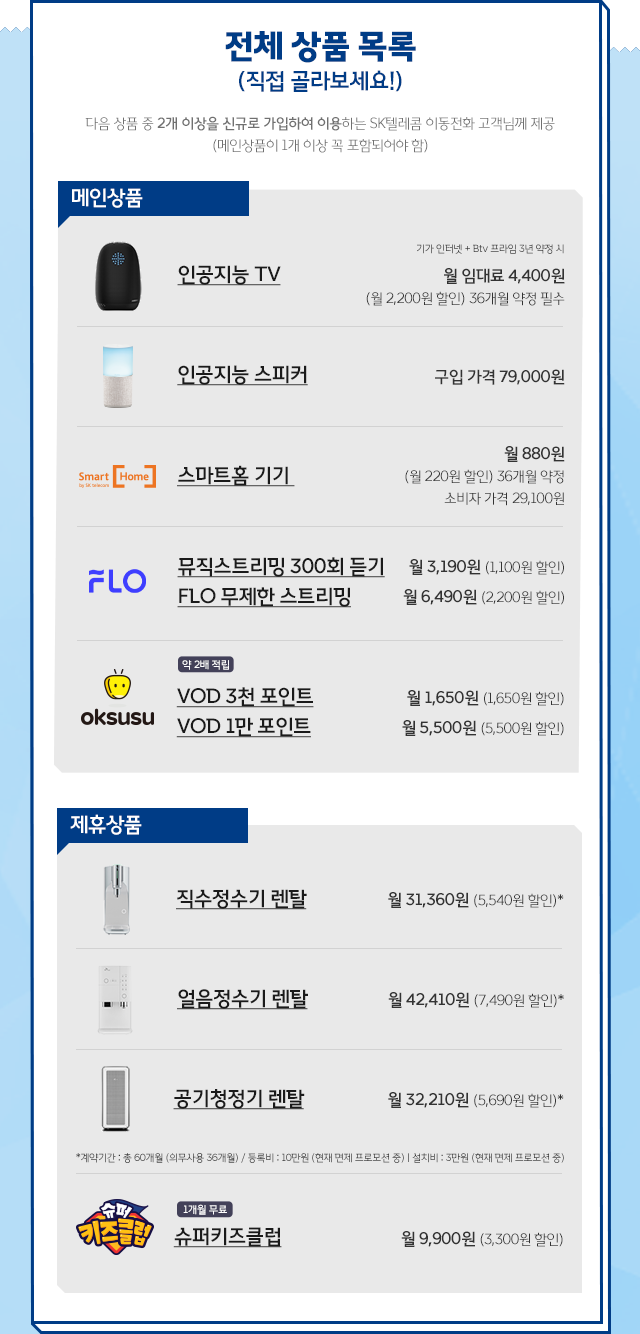 전체 상품 목록
(직접 골라보세요!)
다음 상품 중 2개 이상을 신규로 가입하여 이용하는 SK텔레콤 이동전화 고객님께 제공
(메인상품이 1개 이상 꼭 포함되어야 함)
메인상품
기가 인터넷 + Btv 프라임 3년 약정 시
인공지능 TV 월 임대료 4,400원
(월 2,200원 할인) 36개월 약정 필수
인공지능 스피커 구입 가격 79,000원
월 880원
Smart [Home] 스마트홈 기기 (월 220원 할인) 36개월 약정
by SK telecom
소비자 가격 29,100원
뮤직스트리밍 300회 듣기 월 3,190원 (1,100원 할인)
FLO
FLO 무제한 스트리밍 월 6,490원 (2,200원 할인)
약 2배 적립
VOD 3천 포인트 월 1,650원 (1,650원 할인)
oksusu
VOD 1만 포인트 월 5,500원 (5,500원 할인)
제휴상품
직수정수기 렌탈 월 31,360원 (5,540원 할인)*
얼음정수기 렌탈 월 42,410원 (7,490원 할인)*
공기청정기 렌탈 월 32,210원 (5,690원 할인)*
*계약기간 : 총 60개월 (의무사용 36개월) / 등록비 : 10만원 (현재 면제 프로모션 중) | 설치비 : 3만원 (현재 면제 프로모션 중)
슈퍼
키즈클럽
1개월 무료
슈퍼키즈클럽 월 9,900원 (3,300원 할인)